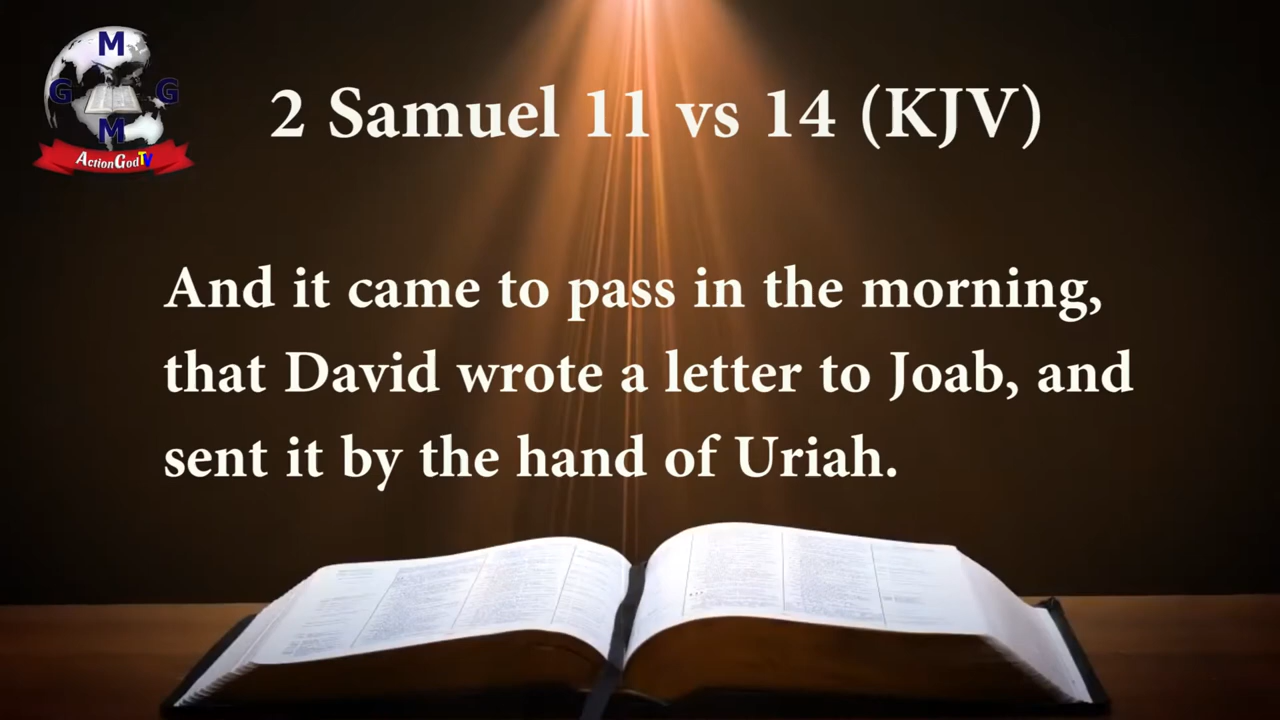 M
G G
M
ActionGodTV
2 Samuel 11 vs 14 (KJV)
And it came to pass in the morning,
that David wrote a letter to Joab, and
sent it by the hand of Uriah.